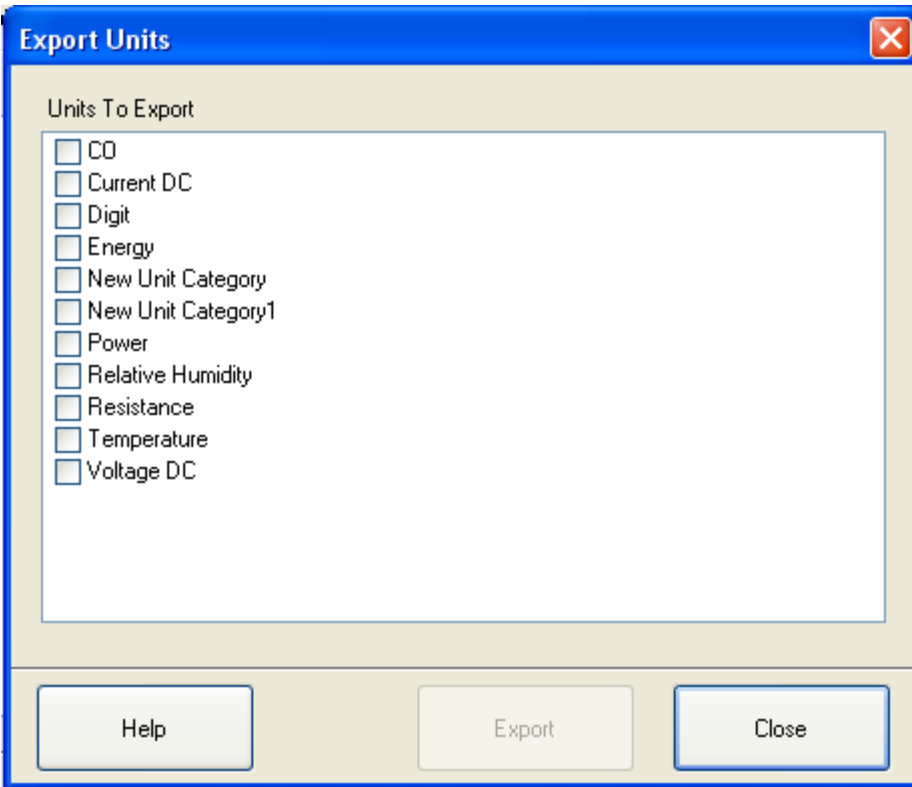 Export Units
Units To Export
CO
Current DC
Digit
Energy
New Unit Category
New Unit Category1
Power
Relative Humidity
Resistance
Temperature
Voltage DC
Help
Export
Close